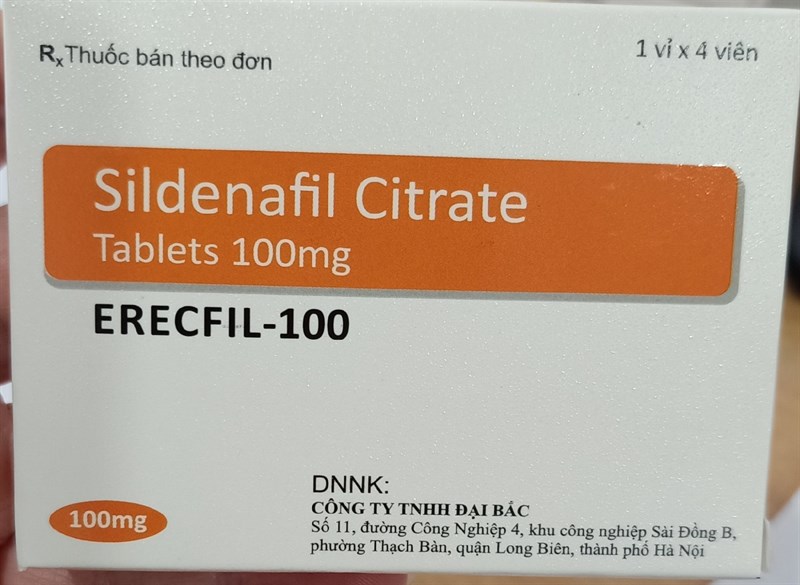 Rx Thuốc bán theo đơn
1 vỉ x 4 viên
Sildenafil Citrate
Tablets 100mg
ERECFIL-100
DNNK:
CÔNG TY TNHH ĐẠI BẮC
Số 11, đường Công Nghiệp 4, khu công nghiệp Sài Đồng B,
phường Thạch Bàn, quận Long Biên, thành phố Hà Nội
100mg